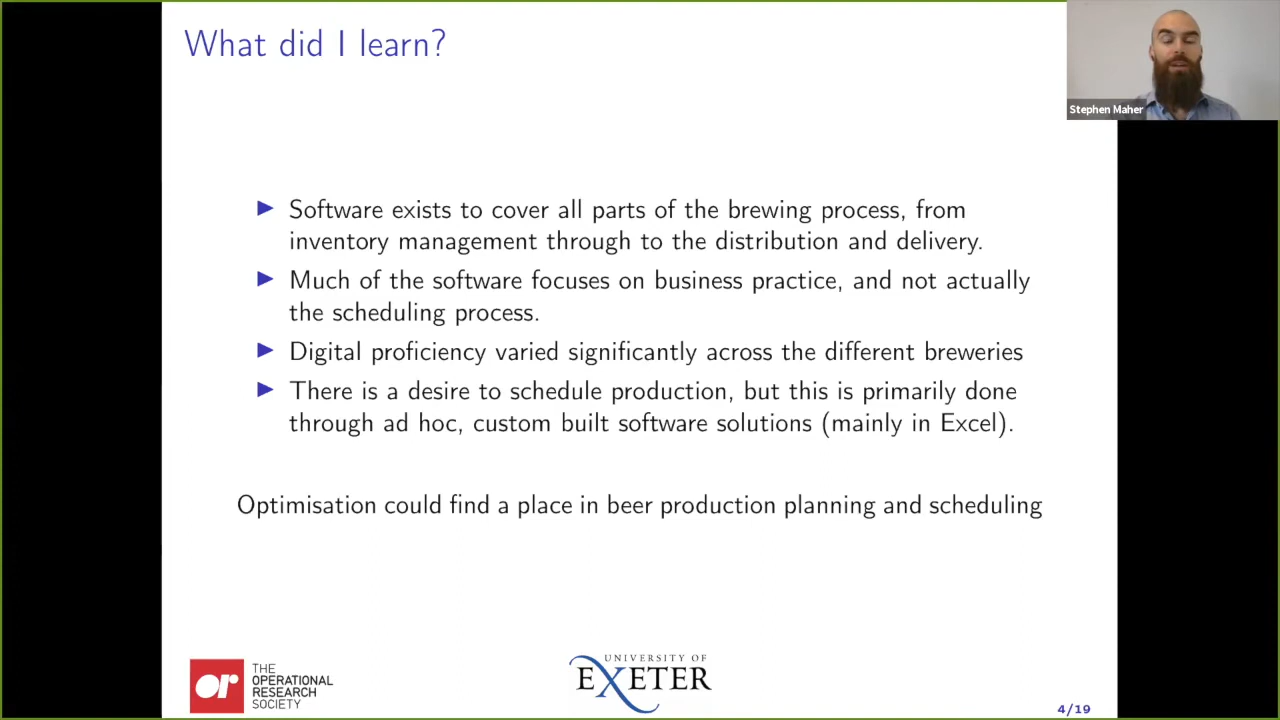 What did I learn?
Stephen Maher
▶ Software exists to cover all parts of the brewing process, from
inventory management through to the distribution and delivery.
▶ Much of the software focuses on business practice, and not actually
the scheduling process.
▶ Digital proficiency varied significantly across the different breweries
▶ There is a desire to schedule production, but this is primarily done
through ad hoc, custom built software solutions (mainly in Excel).
Optimisation could find a place in beer production planning and scheduling
or
THE
OPERATIONAL
RESEARCH
SOCIETY
UNIVERSITY OF
EXETER
4/19